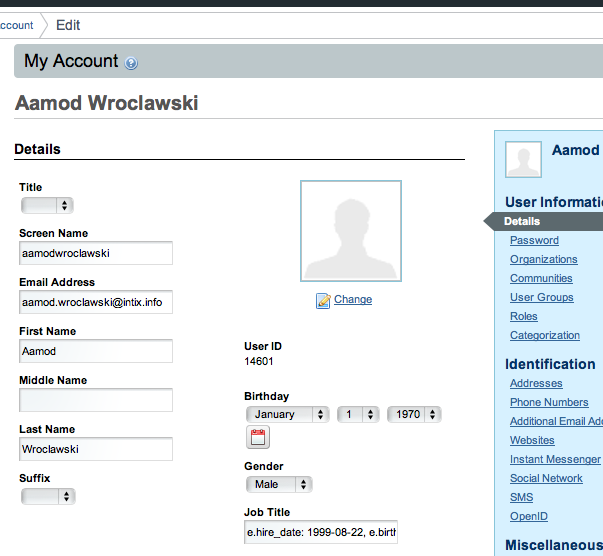 ccount Edit
My Account
Aamod Wroclawski
Details
Title
Screen Name
aamodwroclawski
Email Address
aamod.wroclawski@intix.info
First Name
Aamod
Middle Name
Last Name
Wroclawski
Suffix
Change
User ID
14601
Birthday
January 1 1970
Gender
Male
Job Title
e.hire_date: 1999-08-22, e.birt
Aamod
User Informati
Details
Password
Organizations
Communities
User Groups
Roles
Categorization
Identification
Addresses
Phone Numbers
Additional Email Add
Websites
Instant Messenger
Social Network
SMS
OpenID
Miscellaneous